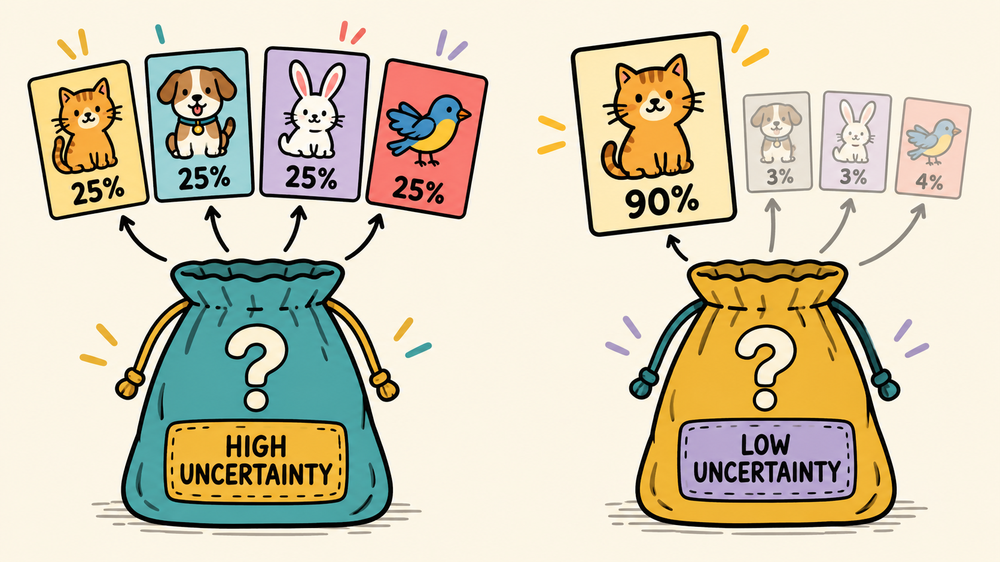 25%
25%
25%
25%
?
HIGH
UNCERTAINTY
90%
3%
3%
4%
?
LOW
UNCERTAINTY